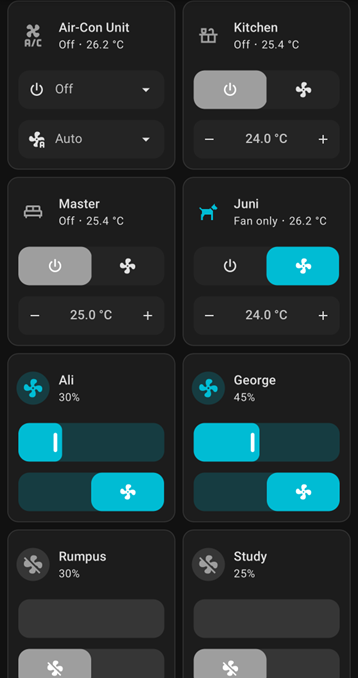 Air-Con Unit
Off · 26.2 °C
A/C
Off
Auto
A
Kitchen
Off · 25.4 °C
24.0 °C
Master
Off · 25.4 °C
25.0 °C
Juni
Fan only · 26.2 °C
24.0 °C
Ali
30%
George
45%
Rumpus
30%
Study
25%